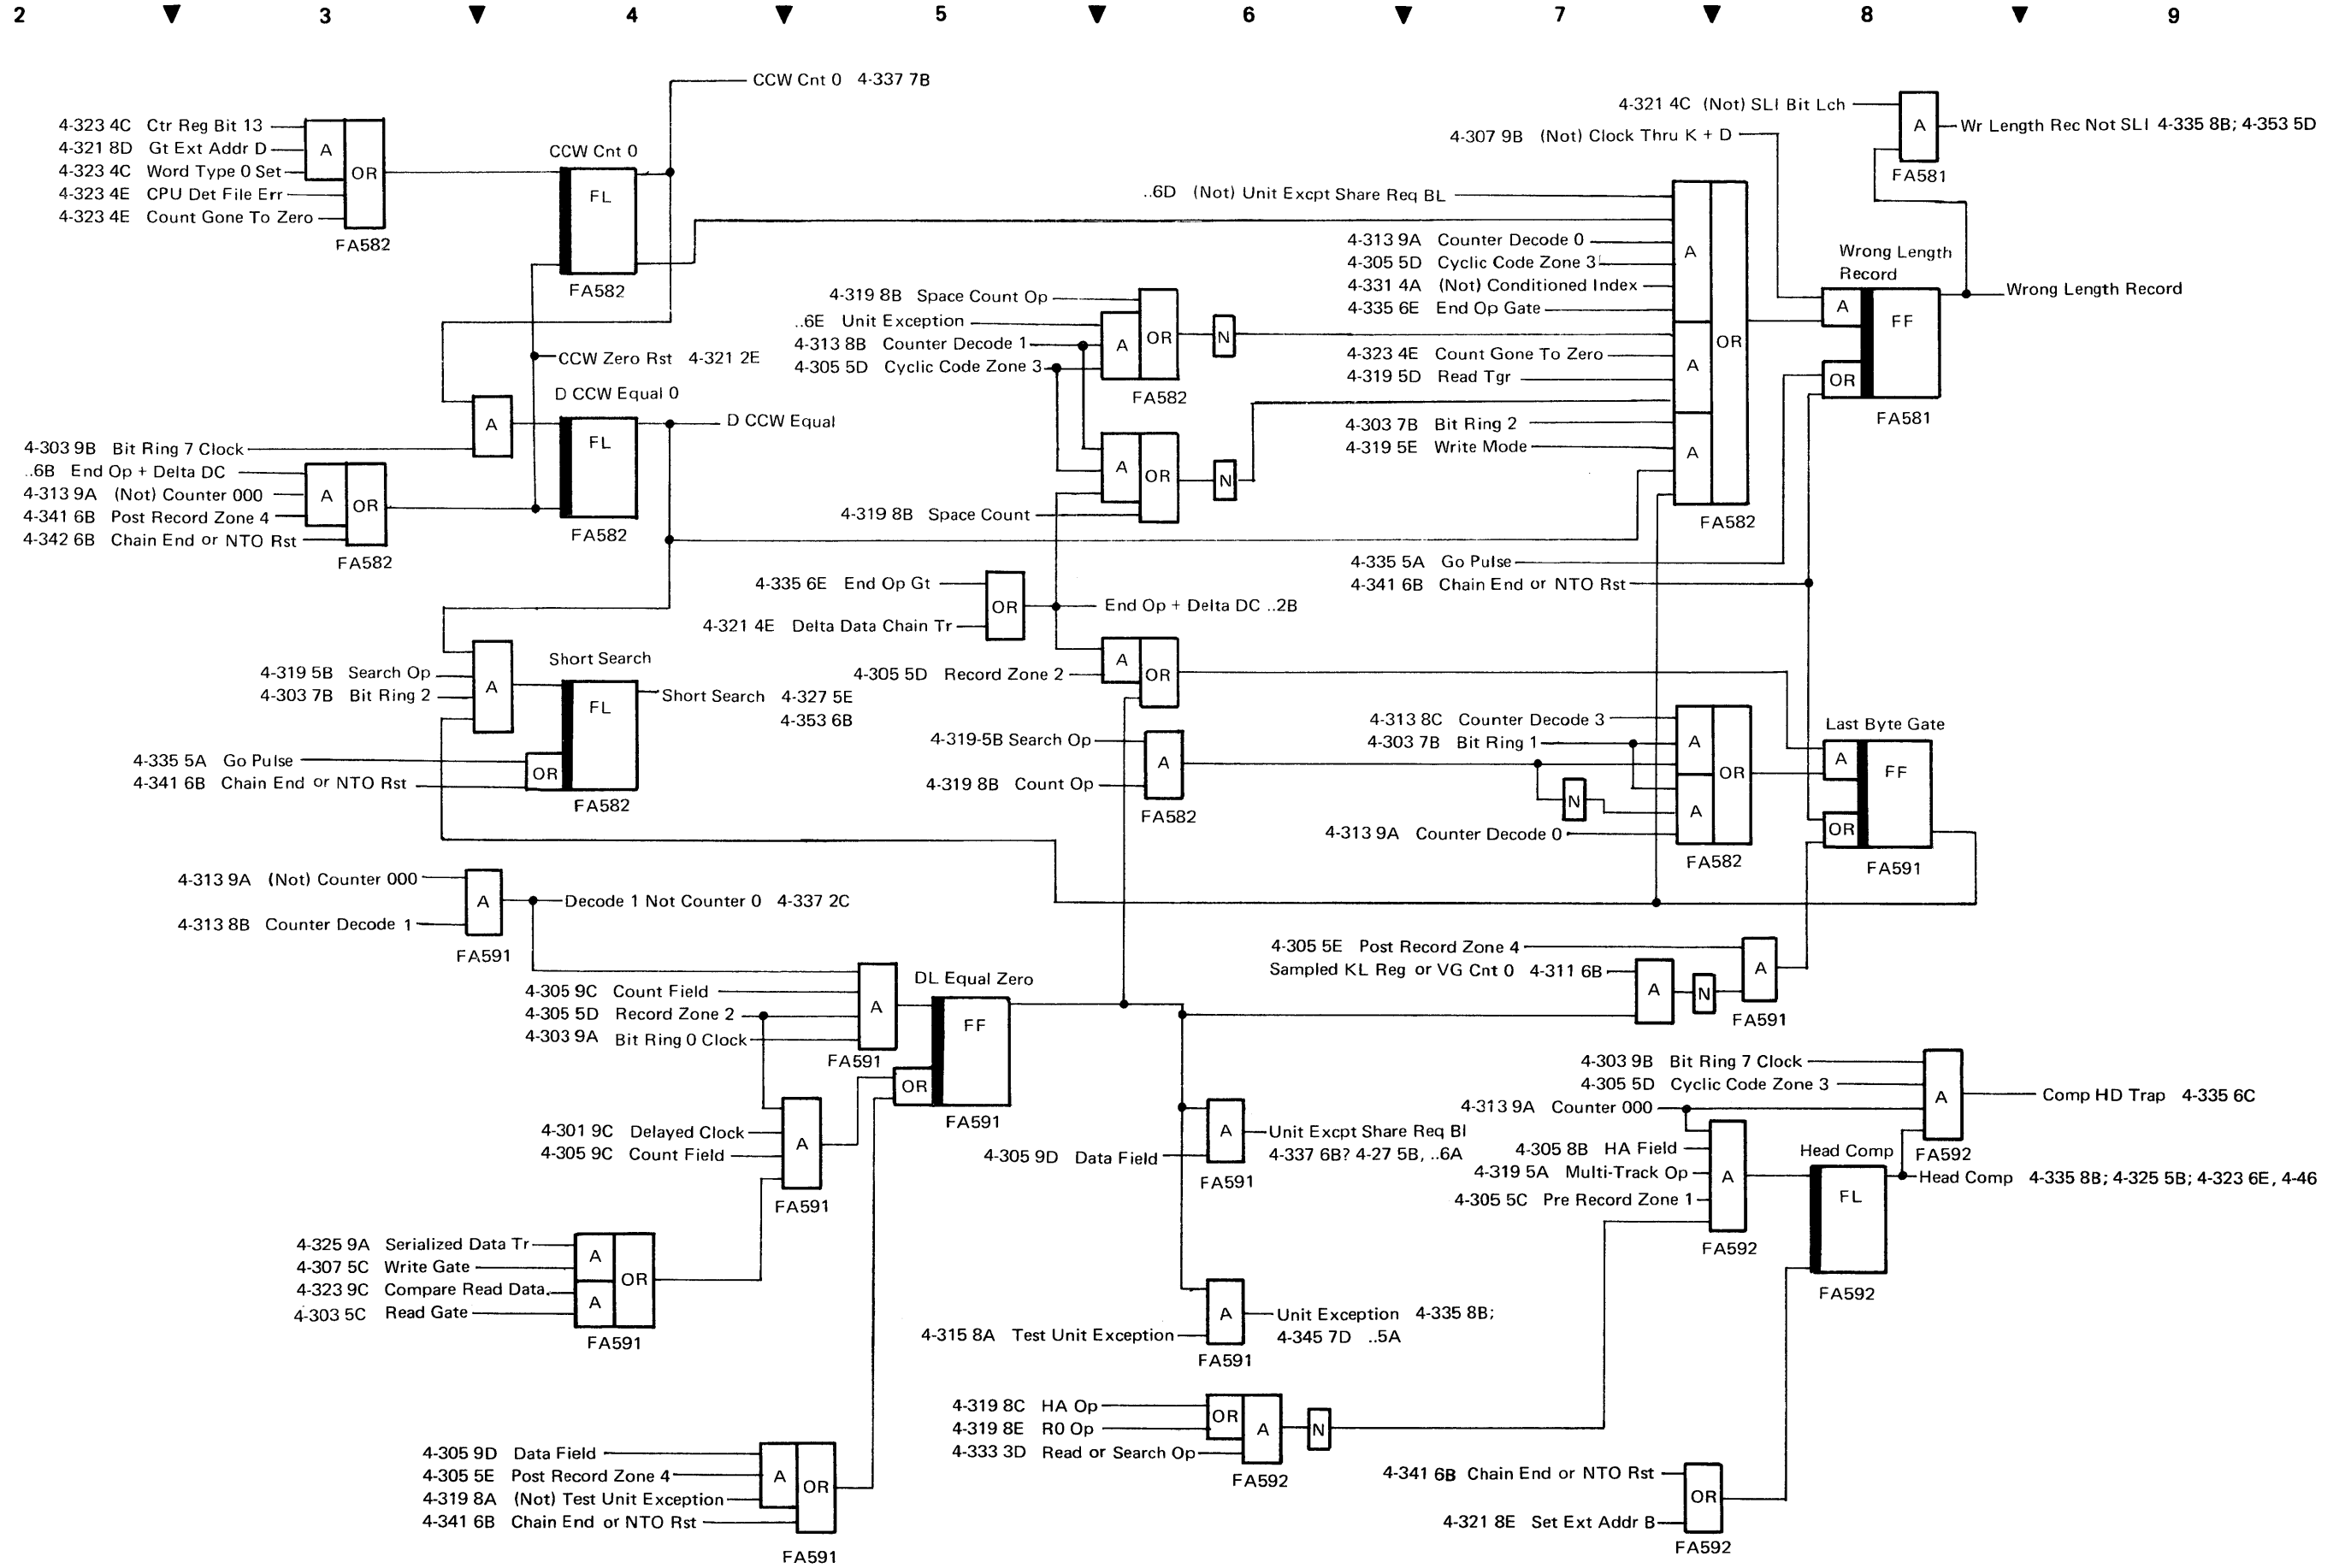 2 3 4 5 6 7 8 9
CCW Cnt 0 4-337 7B
4-323 4C Ctr Reg Bit 13
4-321 8D Gt Ext Addr D
4-323 4C Word Type 0 Set
4-323 4E CPU Det File Err
4-323 4E Count Gone To Zero
A
OR
FA582
CCW Cnt 0
FL
FA582
CCW Zero Rst 4-321 2E
D CCW Equal 0
A
FL
FA582
D CCW Equal
4-303 9B Bit Ring 7 Clock
..6B End Op + Delta DC
4-313 9A (Not) Counter 000
4-341 6B Post Record Zone 4
4-342 6B Chain End or NTO Rst
A
OR
FA582
4-319 5B Search Op
4-303 7B Bit Ring 2
A
Short Search
FL
Short Search 4-327 5E
4-353 6B
4-335 5A Go Pulse
4-341 6B Chain End or NTO Rst
OR
FA582
4-313 9A (Not) Counter 000
4-313 8B Counter Decode 1
A
FA591
Decode 1 Not Counter 0 4-337 2C
4-305 9C Count Field
4-305 5D Record Zone 2
4-303 9A Bit Ring 0 Clock
A
FA591
DL Equal Zero
FF
OR
FA591
4-301 9C Delayed Clock
4-305 9C Count Field
A
FA591
4-325 9A Serialized Data Tr
4-307 5C Write Gate
4-323 9C Compare Read Data
4-303 5C Read Gate
A
A
OR
FA591
4-305 9D Data Field
4-305 5E Post Record Zone 4
4-319 8A (Not) Test Unit Exception
4-341 6B Chain End or NTO Rst
A
OR
FA591
4-319 8B Space Count Op
..6E Unit Exception
4-313 8B Counter Decode 1
4-305 5D Cyclic Code Zone 3
A
OR
N
FA582
A
OR
N
4-319 8B Space Count
4-335 6E End Op Gt
4-321 4E Delta Data Chain Tr
OR
End Op + Delta DC ..2B
4-305 5D Record Zone 2
A
OR
4-319-5B Search Op
4-319 8B Count Op
A
FA582
4-305 9D Data Field
A
FA591
Unit Excpt Share Req Bl
4-337 6B? 4-27 5B, ..6A
4-315 8A Test Unit Exception
A
FA591
Unit Exception 4-335 8B;
4-345 7D ..5A
4-319 8C HA Op
4-319 8E R0 Op
4-333 3D Read or Search Op
OR
A
N
FA592
4-321 4C (Not) SLI Bit Lch
A
FA581
Wr Length Rec Not SLI 4-335 8B; 4-353 5D
4-307 9B (Not) Clock Thru K + D
..6D (Not) Unit Excpt Share Req BL
4-313 9A Counter Decode 0
4-305 5D Cyclic Code Zone 3
4-331 4A (Not) Conditioned Index
4-335 6E End Op Gate
4-323 4E Count Gone To Zero
4-319 5D Read Tgr
4-303 7B Bit Ring 2
4-319 5E Write Mode
A
A
A
OR
FA582
Wrong Length
Record
A
FF
OR
FA581
Wrong Length Record
4-335 5A Go Pulse
4-341 6B Chain End or NTO Rst
4-313 8C Counter Decode 3
4-303 7B Bit Ring 1
N
4-313 9A Counter Decode 0
A
A
OR
FA582
Last Byte Gate
A
FF
OR
FA591
4-305 5E Post Record Zone 4
Sampled KL Reg or VG Cnt 0 4-311 6B
A
N
A
FA591
4-303 9B Bit Ring 7 Clock
4-305 5D Cyclic Code Zone 3
4-313 9A Counter 000
A
FA592
Comp HD Trap 4-335 6C
4-305 8B HA Field
4-319 5A Multi-Track Op
4-305 5C Pre Record Zone 1
A
FA592
Head Comp
FL
FA592
Head Comp 4-335 8B; 4-325 5B; 4-323 6E, 4-46
4-341 6B Chain End or NTO Rst
4-321 8E Set Ext Addr B
OR
FA592